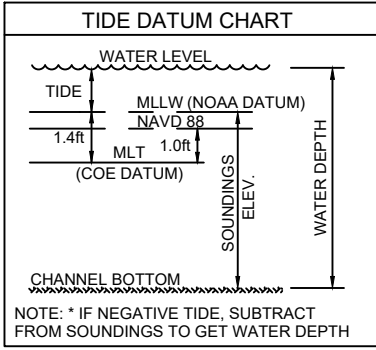 TIDE DATUM CHART
WATER LEVEL
TIDE
MLLW (NOAA DATUM)
NAVD 88
1.4ft
1.0ft
MLT
(COE DATUM)
SOUNDINGS
ELEV.
WATER DEPTH
CHANNEL BOTTOM
NOTE: * IF NEGATIVE TIDE, SUBTRACT
FROM SOUNDINGS TO GET WATER DEPTH